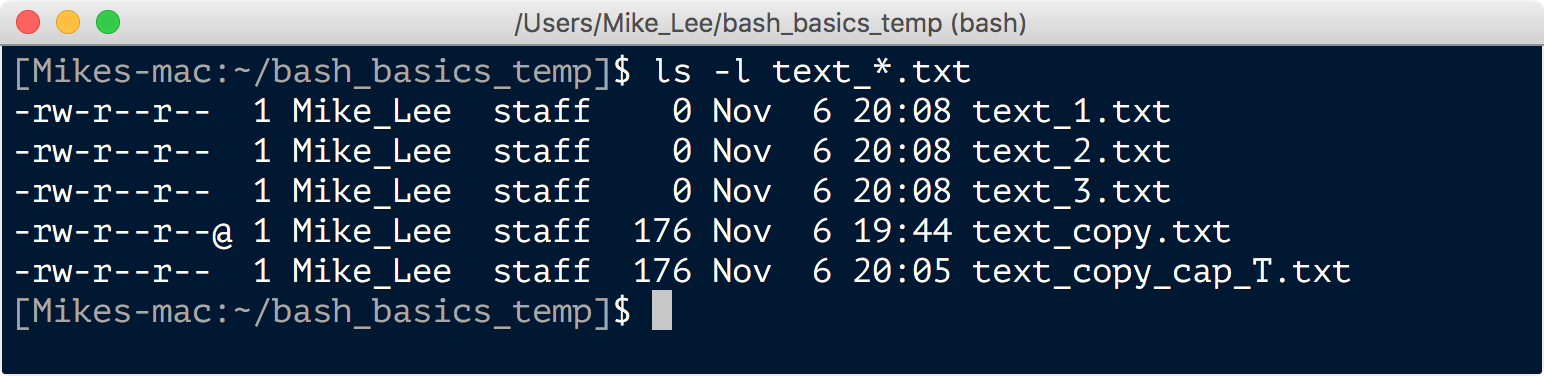 /Users/Mike_Lee/bash_basics_temp (bash)
[Mikes-mac:~/bash_basics_temp]$ ls -l text_*.txt
-rw-r--r--  1 Mike_Lee  staff    0 Nov  6 20:08 text_1.txt
-rw-r--r--  1 Mike_Lee  staff    0 Nov  6 20:08 text_2.txt
-rw-r--r--  1 Mike_Lee  staff    0 Nov  6 20:08 text_3.txt
-rw-r--r--@ 1 Mike_Lee  staff  176 Nov  6 19:44 text_copy.txt
-rw-r--r--  1 Mike_Lee  staff  176 Nov  6 20:05 text_copy_cap_T.txt
[Mikes-mac:~/bash_basics_temp]$